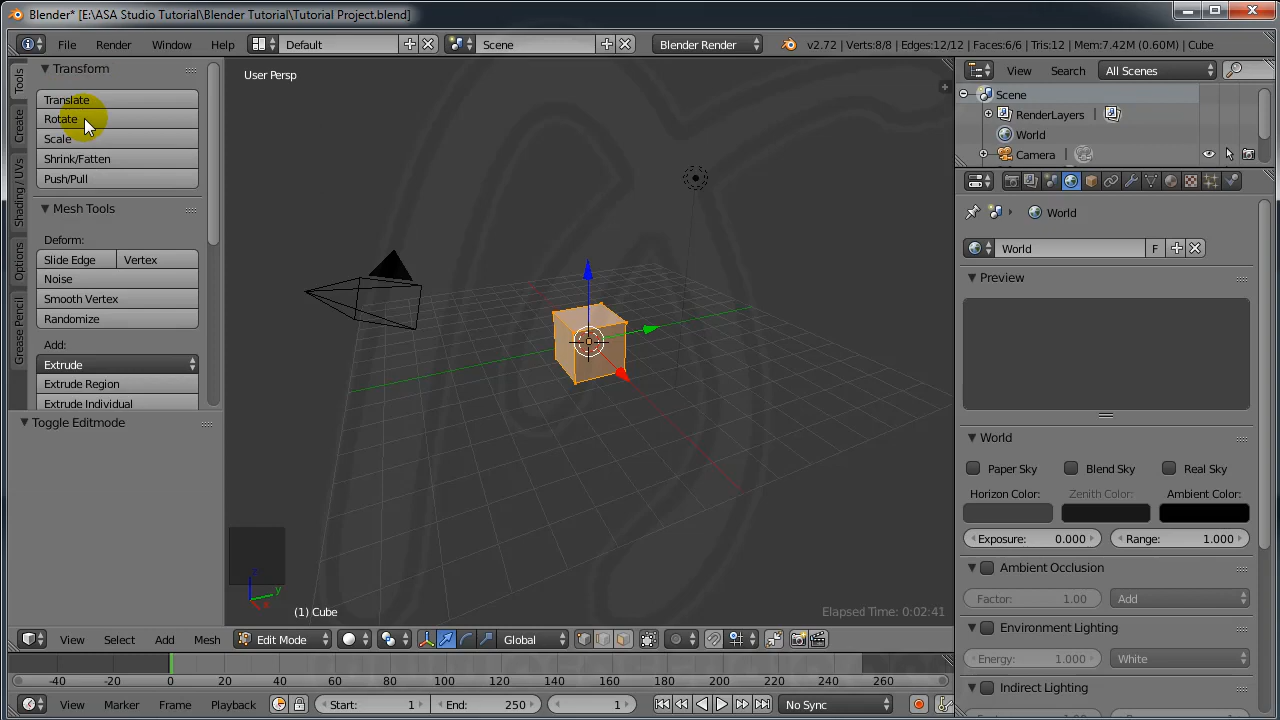 Blender* [E:\ASA Studio Tutorial\Blender Tutorial\Tutorial Project.blend]
File Render Window Help Default Scene Blender Render v2.72 | Verts:8/8 | Edges:12/12 | Faces:6/6 | Tris:12 | Mem:7.42M (0.60M) | Cube
Tools
Create
Shading / UVs
Options
Grease Pencil
Transform
Translate
Rotate
Scale
Shrink/Fatten
Push/Pull
Mesh Tools
Deform:
Slide Edge Vertex
Noise
Smooth Vertex
Randomize
Add:
Extrude
Extrude Region
Extrude Individual
Toggle Editmode
User Persp
z
y
x
(1) Cube
Elapsed Time: 0:02:41
View Select Add Mesh Edit Mode Global
-40 -20 0 20 40 60 80 100 120 140 160 180 200 220 240 260
View Marker Frame Playback Start: 1 End: 250 1 No Sync
View Search All Scenes
Scene
RenderLayers |
World
Camera |
World
World F
Preview
World
Paper Sky Blend Sky Real Sky
Horizon Color: Zenith Color: Ambient Color:
Exposure: 0.000 Range: 1.000
Ambient Occlusion
Factor: 1.00 Add
Environment Lighting
Energy: 1.000 White
Indirect Lighting